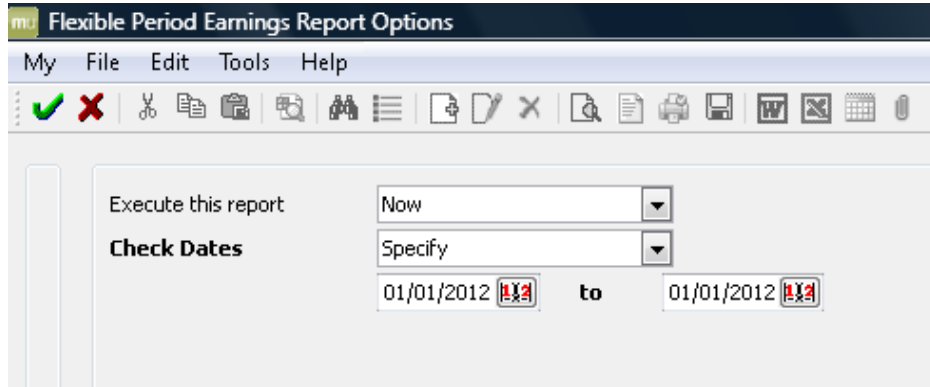 mu Flexible Period Earnings Report Options
My File Edit Tools Help
Execute this report Now
Check Dates Specify
01/01/2012 to 01/01/2012